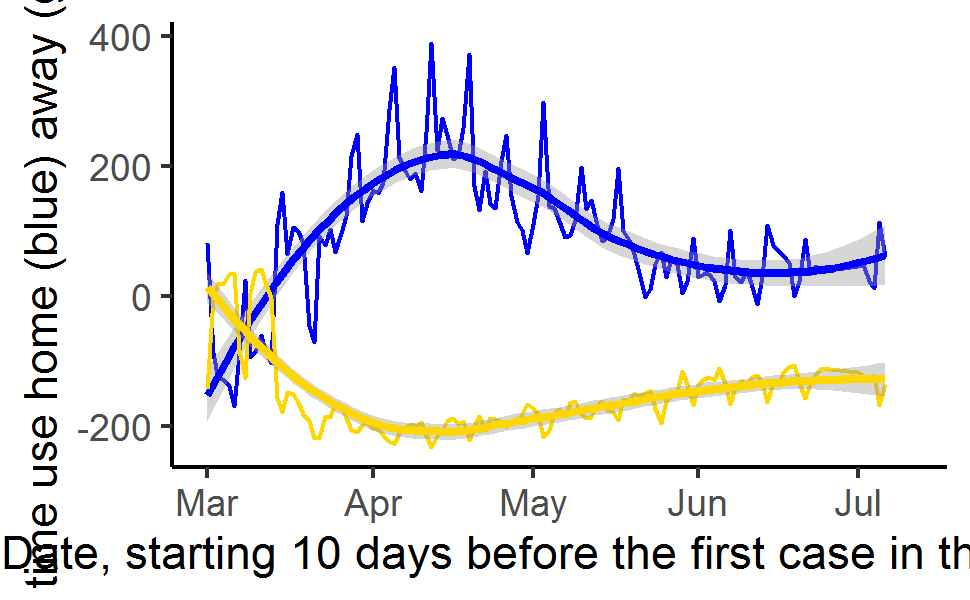 time use home (blue) away (
400
200
0
-200
Mar Apr May Jun Jul
Date, starting 10 days before the first case in th